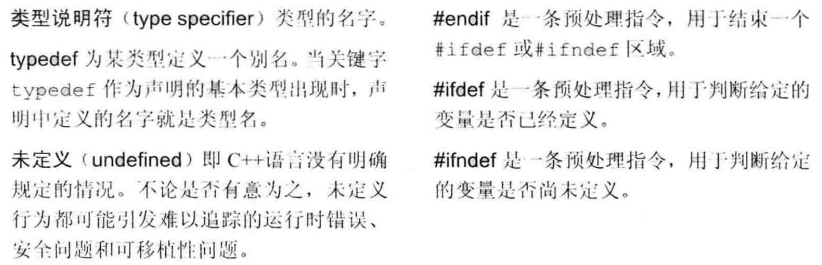 类型说明符（type specifier）类型的名字。
typedef 为某类型定义一个别名。当关键字
typedef 作为声明的基本类型出现时，声
明中定义的名字就是类型名。
未定义（undefined）即 C++语言没有明确
规定的情况。不论是否有意为之，未定义
行为都可能引发难以追踪的运行时错误、
安全问题和可移植性问题。
#endif 是一条预处理指令，用于结束一个
#ifdef 或#ifndef 区域。
#ifdef 是一条预处理指令，用于判断给定的
变量是否已经定义。
#ifndef 是一条预处理指令，用于判断给定
的变量是否尚未定义。